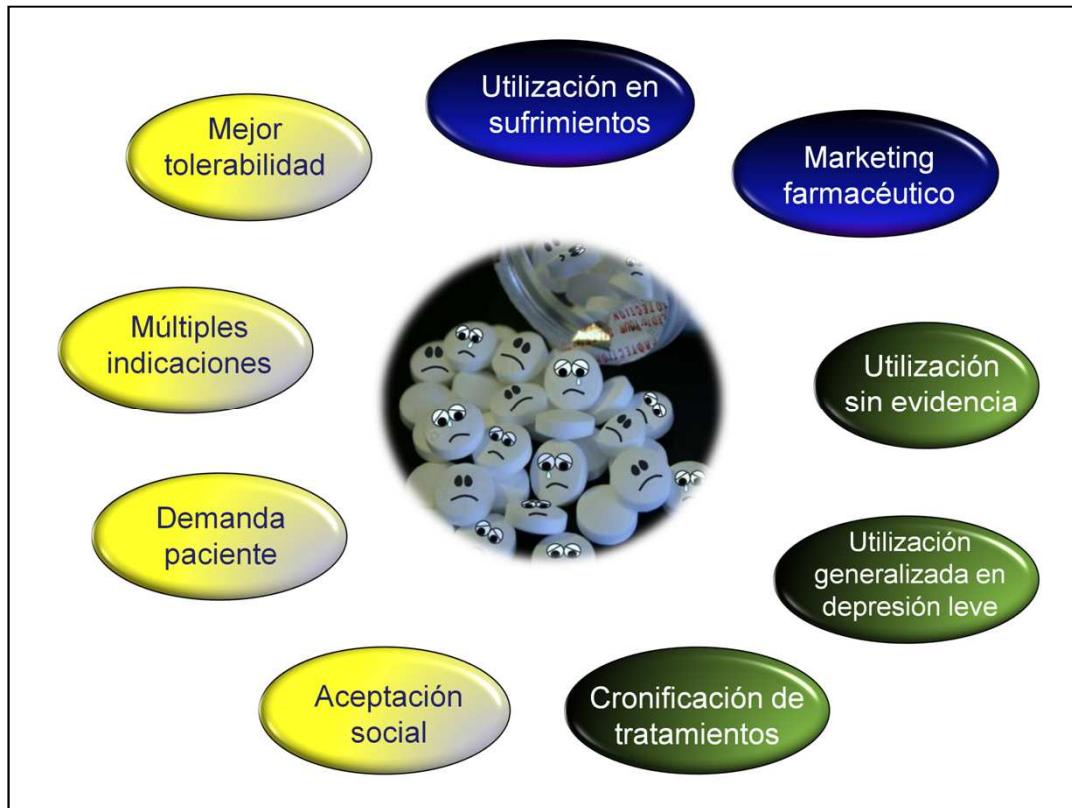 Utilización en
sufrimientos
Mejor
tolerabilidad
Marketing
farmacéutico
Múltiples
indicaciones
Utilización
sin evidencia
Demanda
paciente
Utilización
generalizada en
depresión leve
Aceptación
social
Cronificación de
tratamientos